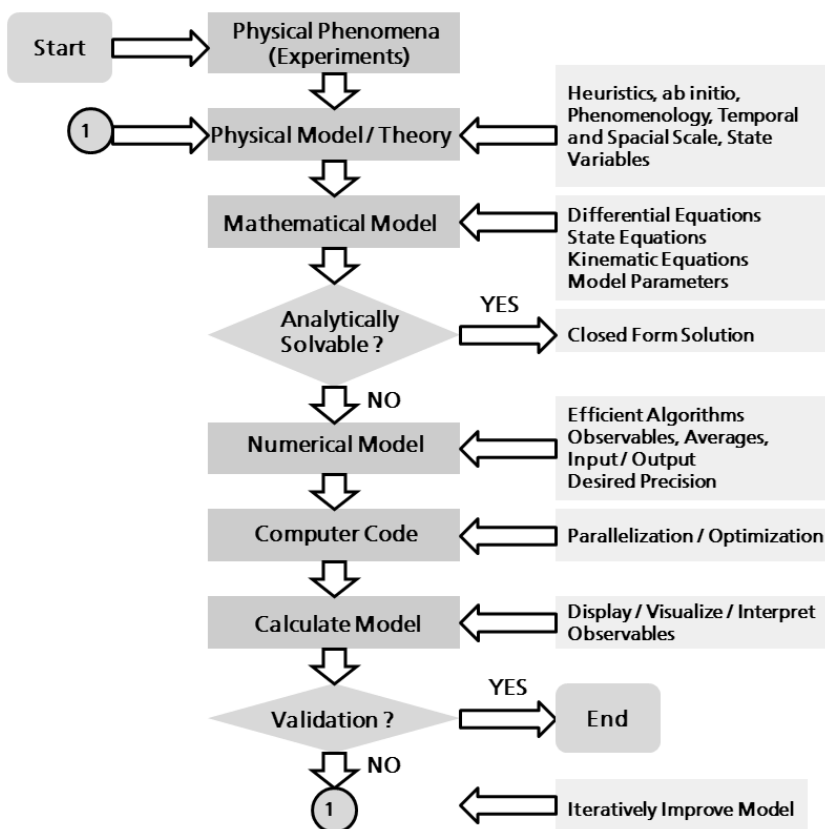 Start
Physical Phenomena
(Experiments)
1
Physical Model / Theory
Heuristics, ab initio,
Phenomenology, Temporal
and Spacial Scale, State
Variables
Mathematical Model
Differential Equations
State Equations
Kinematic Equations
Model Parameters
Analytically
Solvable ?
YES
Closed Form Solution
NO
Numerical Model
Efficient Algorithms
Observables, Averages,
Input / Output
Desired Precision
Computer Code
Parallelization / Optimization
Calculate Model
Display / Visualize / Interpret
Observables
Validation ?
YES
End
NO
1
Iteratively Improve Model